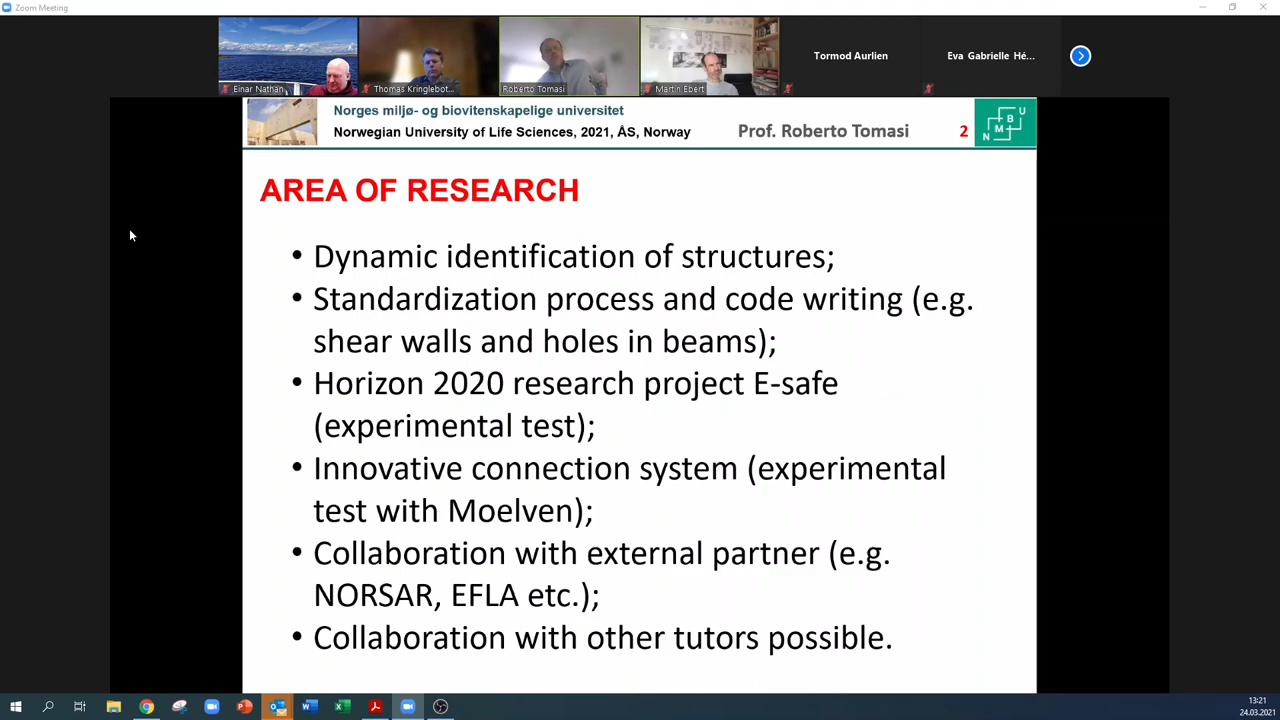 Zoom Meeting
Einar Nathan
Thomas Kringlebot...
Roberto Tomasi
Martin Ebert
Tormod Aurlien
Eva Gabrielle Hé...
Norges miljø- og biovitenskapelige universitet
Norwegian University of Life Sciences, 2021, ÅS, Norway
Prof. Roberto Tomasi
2
N M B U
AREA OF RESEARCH
• Dynamic identification of structures;
• Standardization process and code writing (e.g.
shear walls and holes in beams);
• Horizon 2020 research project E-safe
(experimental test);
• Innovative connection system (experimental
test with Moelven);
• Collaboration with external partner (e.g.
NORSAR, EFLA etc.);
• Collaboration with other tutors possible.
13:21
24.03.2021